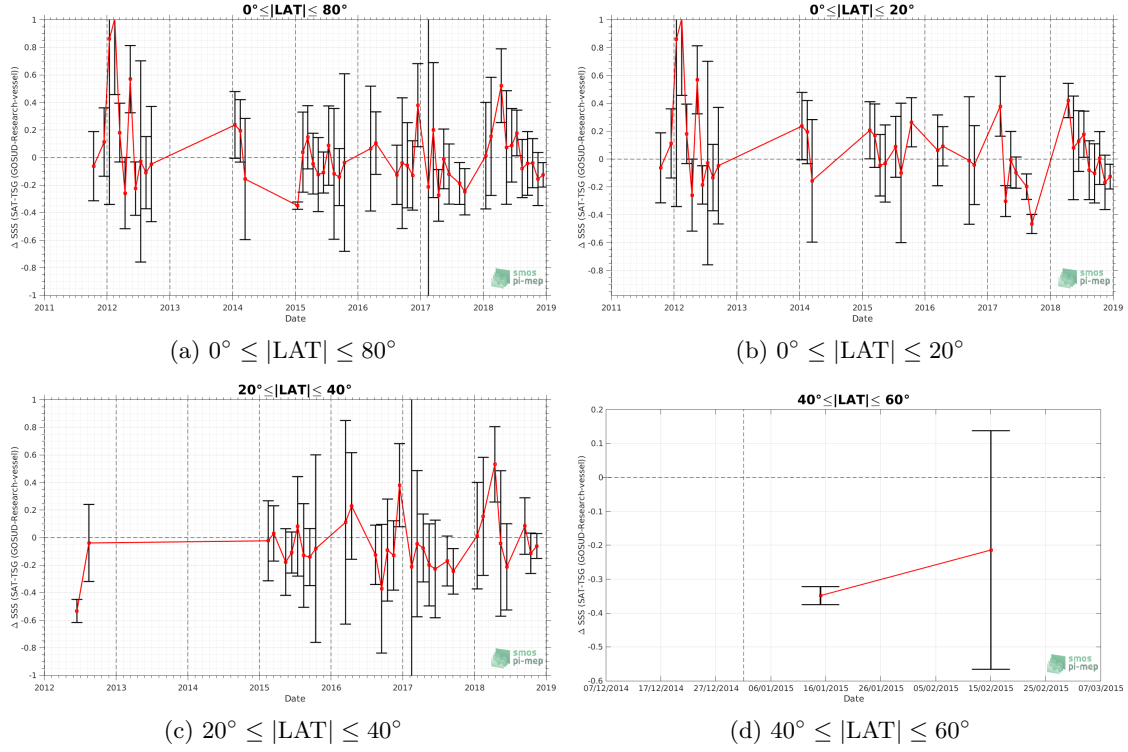 0°≤|LAT|≤ 80°
Δ SSS (SAT-TSG (GOSUD-Research-vessel))
1
0.8
0.6
0.4
0.2
0
-0.2
-0.4
-0.6
-0.8
-1
2011 2012 2013 2014 2015 2016 2017 2018 2019
Date
smos
pi-mep
(a) 0° ≤ |LAT| ≤ 80°
0°≤|LAT|≤ 20°
Δ SSS (SAT-TSG (GOSUD-Research-vessel))
1
0.8
0.6
0.4
0.2
0
-0.2
-0.4
-0.6
-0.8
2011 2012 2013 2014 2015 2016 2017 2018 2019
Date
smos
pi-mep
(b) 0° ≤ |LAT| ≤ 20°
20°≤|LAT|≤ 40°
Δ SSS (SAT-TSG (GOSUD-Research-vessel))
1
0.8
0.6
0.4
0.2
0
-0.2
-0.4
-0.6
-0.8
-1
2012 2013 2014 2015 2016 2017 2018 2019
Date
smos
pi-mep
(c) 20° ≤ |LAT| ≤ 40°
40°≤|LAT|≤ 60°
Δ SSS (SAT-TSG (GOSUD-Research-vessel))
0.2
0.1
0
-0.1
-0.2
-0.3
-0.4
-0.5
-0.6
07/12/2014 17/12/2014 27/12/2014 06/01/2015 16/01/2015 26/01/2015 05/02/2015 15/02/2015 25/02/2015 07/03/2015
Date
smos
pi-mep
(d) 40° ≤ |LAT| ≤ 60°